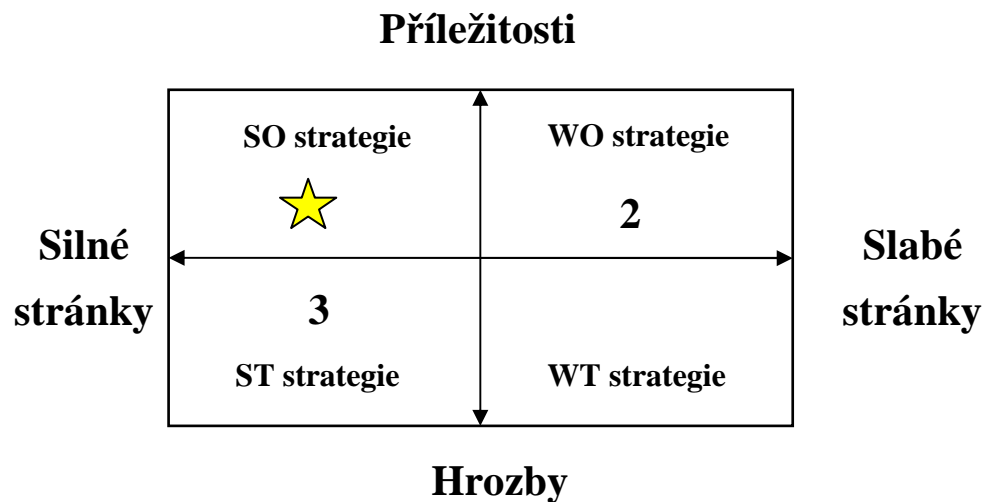 Příležitosti
SO strategie
WO strategie
2
Silné
stránky
Slabé
stránky
3
ST strategie
WT strategie
Hrozby